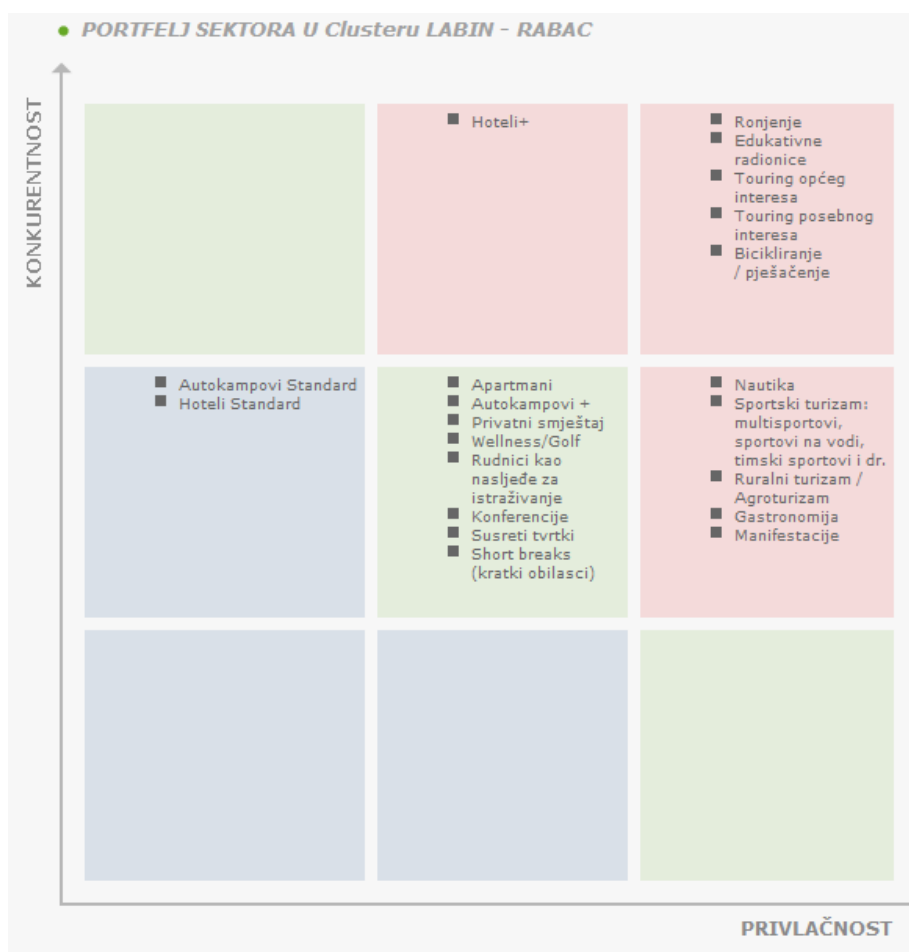 PORTFELJ SEKTORA U Clusteru LABIN - RABAC
KONKURENTNOST
Hoteli+
Ronjenje
Edukativne
radionice
Touring općeg
interesa
Touring posebnog
interesa
Bicikliranje
/ pješačenje
Autokampovi Standard
Hoteli Standard
Apartmani
Autokampovi +
Privatni smještaj
Wellness/Golf
Rudnici kao
nasljeđe za
istraživanje
Konferencije
Susreti tvrtki
Short breaks
(kratki obilasci)
Nautika
Sportski turizam:
multisportovi,
sportovi na vodi,
timski sportovi i dr.
Ruralni turizam /
Agroturizam
Gastronomija
Manifestacije
PRIVLAČNOST